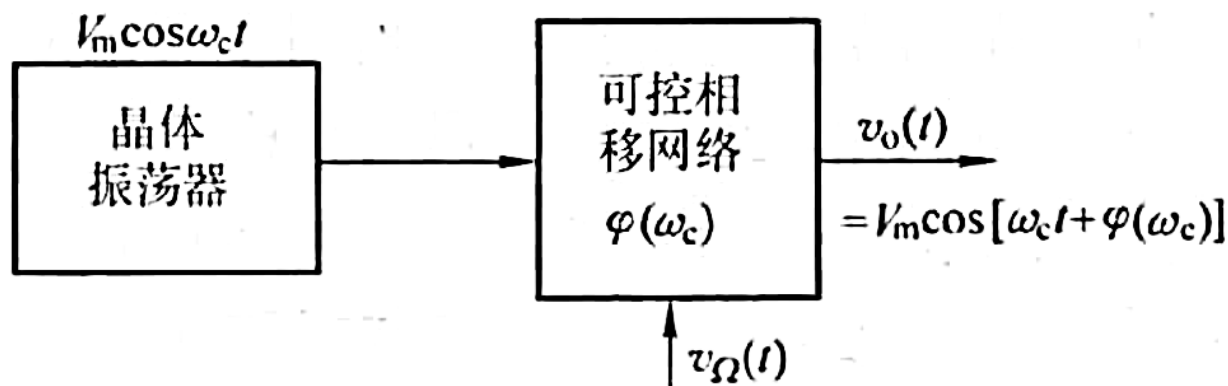 Vmcosωct
晶体
振荡器
可控相
移网络
φ(ωc)
vo(t)
=Vmcos[ωct+φ(ωc)]
vΩ(t)